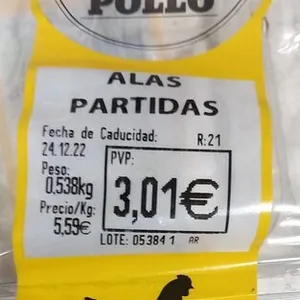 POLLO
ALAS
PARTIDAS
Fecha de Caducidad: R:21
24.12.22
PVP:
Peso:
0.538kg
3,01€
Precio/Kg:
5,59€
LOTE: 05384 1 AR